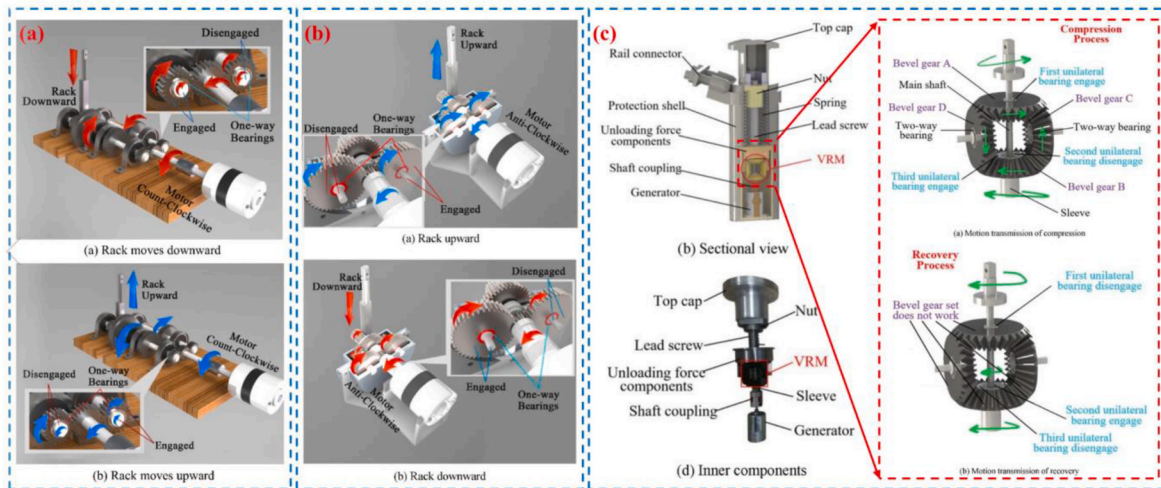 (a)
Rack
Downward
Disengaged
Engaged
One-way
Bearings
Motor
Count-Clockwise
(a) Rack moves downward
Rack
Upward
Motor
Count-Clockwise
Disengaged
One-way
Bearings
Engaged
(b) Rack moves upward
(b)
Rack
Upward
Motor
Anti-Clockwise
One-way
Bearings
Disengaged
Engaged
(a) Rack upward
Rack
Downward
Motor
Anti-Clockwise
Disengaged
Engaged
One-way
Bearings
(b) Rack downward
(c)
Top cap
Rail connector
Nut
Protection shell
Spring
Unloading force
components
Lead screw
VRM
Shaft coupling
Generator
(b) Sectional view
Top cap
Nut
Lead screw
VRM
Unloading force
components
Sleeve
Shaft coupling
Generator
(d) Inner components
Compression
Process
Bevel gear A
First unilateral
bearing engage
Main shaft
Bevel gear D
Bevel gear C
Two-way
bearing
Two-way bearing
Second unilateral
bearing disengage
Third unilateral
bearing engage
Bevel gear B
Sleeve
(a) Motion transmission of compression
Recovery
Process
First unilateral
bearing disengage
Bevel gear set
does not work
Second unilateral
bearing engage
Third unilateral
bearing disengage
(b) Motion transmission of recovery